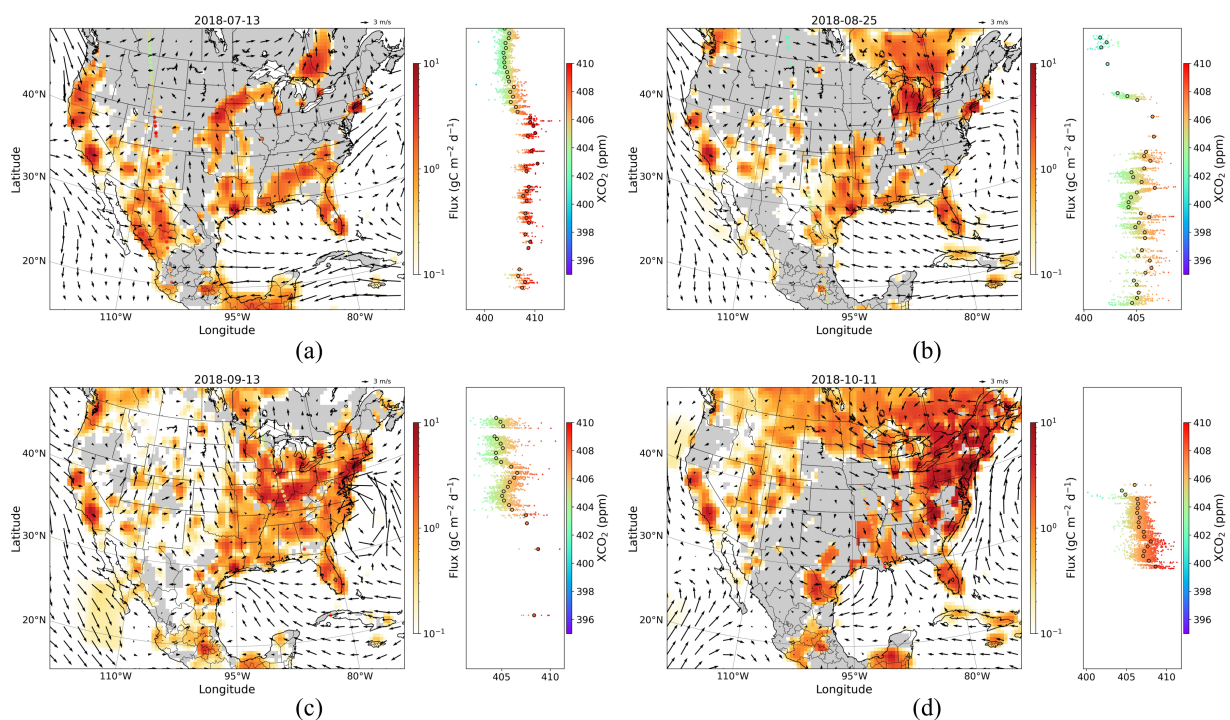 2018-07-13
3 m/s
40°N
30°N
20°N
Latitude
110°W
95°W
80°W
Longitude
10¹
10⁰
10⁻¹
Flux (gC m⁻² d⁻¹)
400
410
410
408
406
404
402
400
398
396
XCO₂ (ppm)
(a)
2018-08-25
3 m/s
40°N
30°N
20°N
Latitude
110°W
95°W
80°W
Longitude
10¹
10⁰
10⁻¹
Flux (gC m⁻² d⁻¹)
400
405
410
408
406
404
402
400
398
396
XCO₂ (ppm)
(b)
2018-09-13
3 m/s
40°N
30°N
20°N
Latitude
110°W
95°W
80°W
Longitude
10¹
10⁰
10⁻¹
Flux (gC m⁻² d⁻¹)
405
410
410
408
406
404
402
400
398
396
XCO₂ (ppm)
(c)
2018-10-11
3 m/s
40°N
30°N
20°N
Latitude
110°W
95°W
80°W
Longitude
10¹
10⁰
10⁻¹
Flux (gC m⁻² d⁻¹)
400
405
410
410
408
406
404
402
400
398
396
XCO₂ (ppm)
(d)